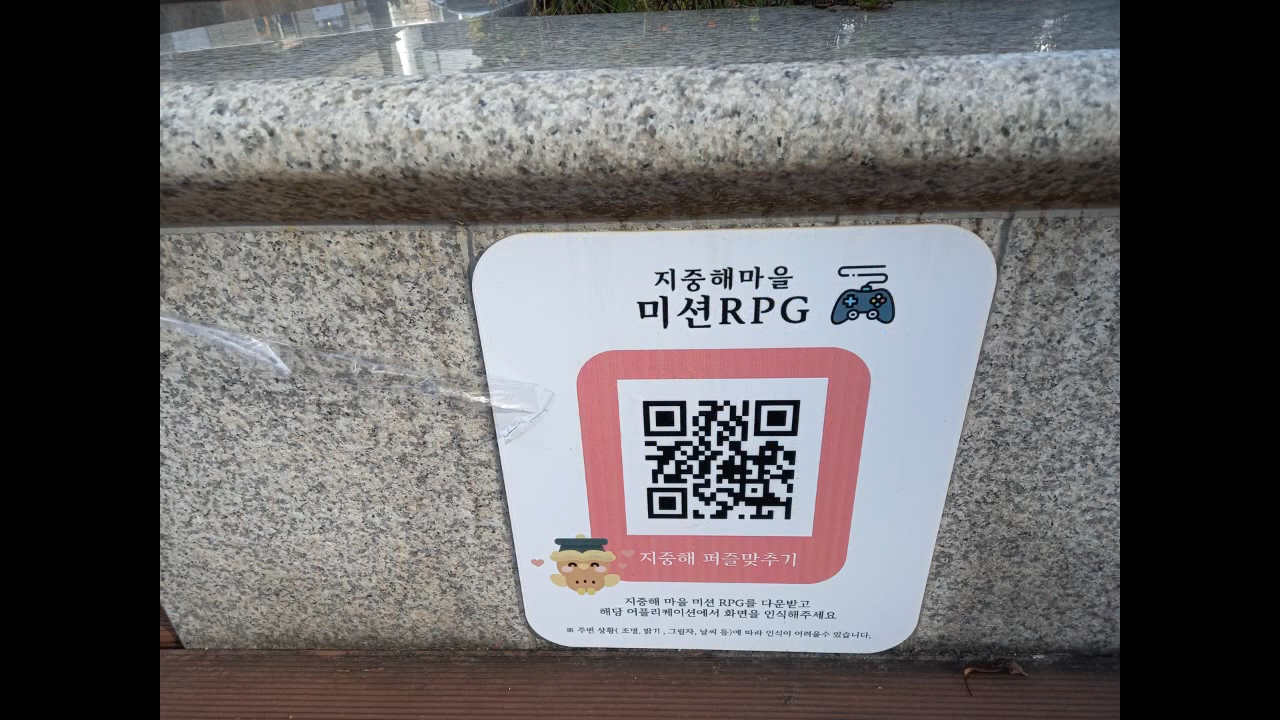 지중해마을
미션RPG
지중해 퍼즐맞추기
지중해 마을 미션 RPG를 다운받고
해당 어플리케이션에서 화면을 인식해주세요
※ 주변 상황( 조명, 밝기 , 그림자, 날씨 등)에 따라 인식이 어려울수 있습니다.